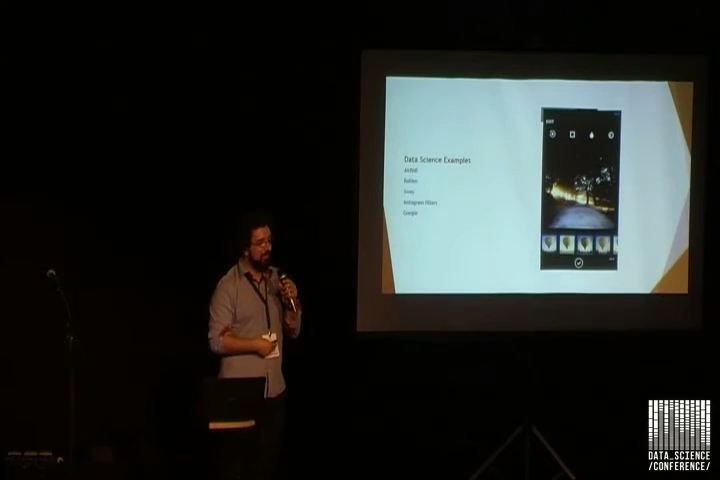 Data Science Examples
AirBnB
Instagram Filters
Google
DATA_SCIENCE
/CONFERENCE/